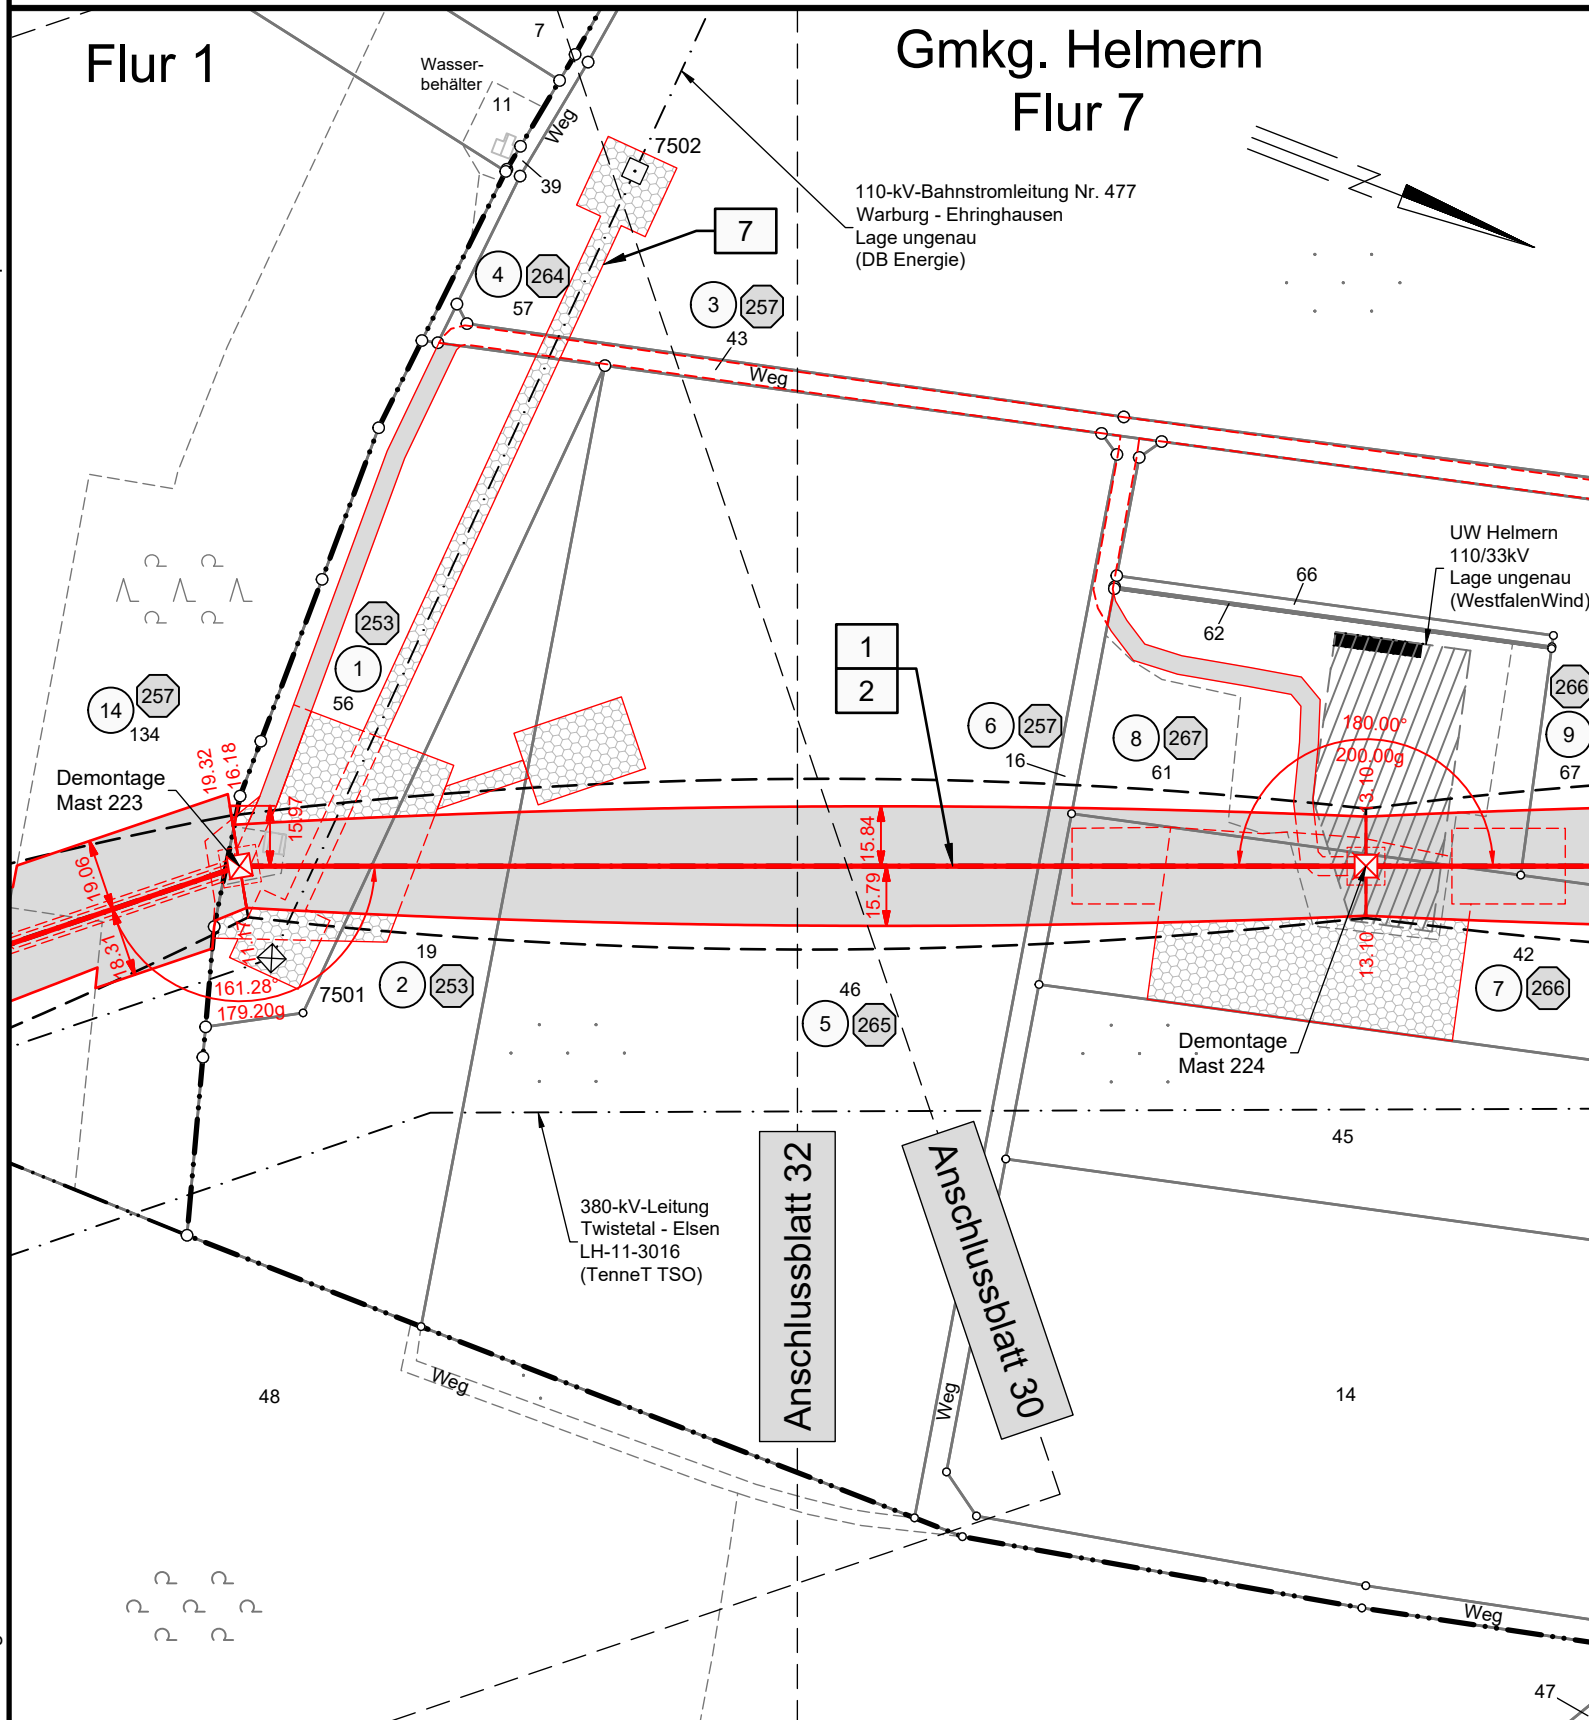 Flur 1
Gmkg. Helmern
Flur 7
7
Wasser-
behälter
11
Weg
39
7502
110-kV-Bahnstromleitung Nr. 477
Warburg - Ehringhausen
Lage ungenau
(DB Energie)
7
4 264
57
3 257
43
Weg
UW Helmern
110/33kV
Lage ungenau
(WestfalenWind)
66
62
253
1
56
1
2
14 257
134
6 257
16
8 267
61
266
9
67
180.00°
200.00g
19.32
16.18
Demontage
Mast 223
15.97
15.84
15.79
19.06
18.31
13.10
161.28°
179.20g
7501
19
2 253
46
5 265
42
7 266
Demontage
Mast 224
45
380-kV-Leitung
Twistetal - Elsen
LH-11-3016
(TenneT TSO)
Anschlussblatt 32
Anschlussblatt 30
Weg
48
Weg
14
Weg
47